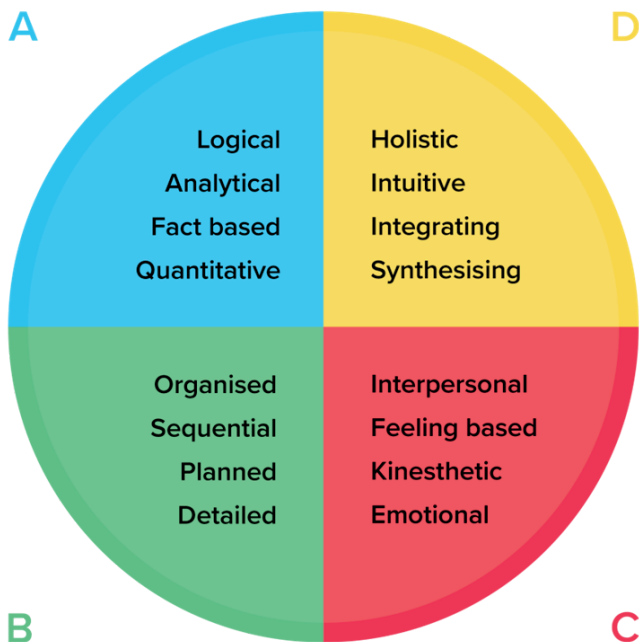 A
D
Logical
Analytical
Fact based
Quantitative
Holistic
Intuitive
Integrating
Synthesising
Organised
Sequential
Planned
Detailed
Interpersonal
Feeling based
Kinesthetic
Emotional
B
C